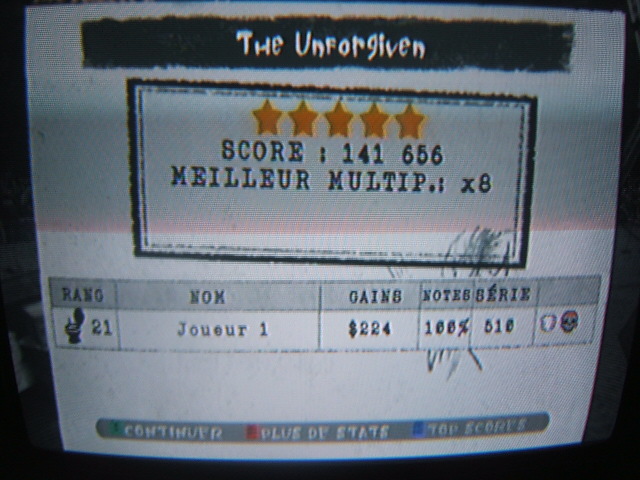 The Unforgiven
SCORE : 141 656
MEILLEUR MULTIP.: x8
RANG NOM GAINS NOTES SÉRIE
21 Joueur 1 $224 100% 510
CONTINUER PLUS DE STATS TOP SCORES